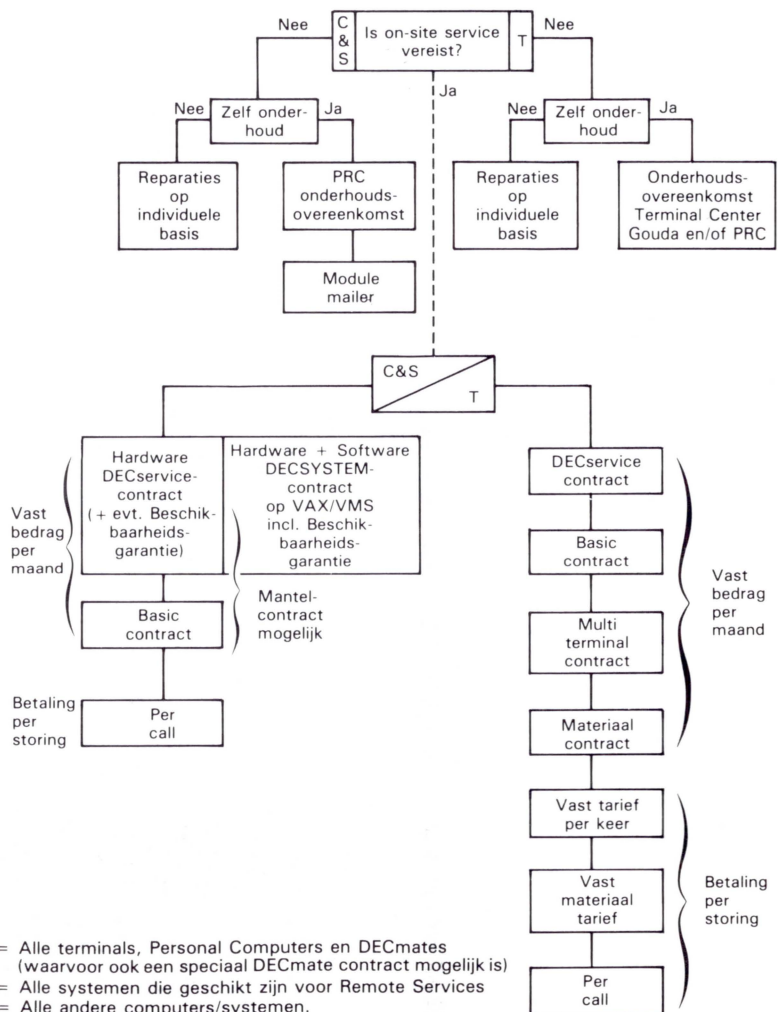 Nee
C
&
S
Is on-site service
vereist?
T
Nee
Ja
Nee
Zelf onder-
houd
Ja
Nee
Zelf onder-
houd
Ja
Reparaties
op
individuele
basis
PRC
onderhouds-
overeenkomst
Reparaties
op
individuele
basis
Onderhouds-
overeenkomst
Terminal Center
Gouda en/of PRC
Module
mailer
C&S
T
Vast
bedrag
per
maand
Hardware
DECservice-
contract
(+ evt. Beschik-
baarheids-
garantie)
Hardware + Software
DECSYSTEM-
contract
op VAX/VMS
incl. Beschik-
baarheids-
garantie
Basic
contract
Mantel-
contract
mogelijk
Betaling
per
storing
Per
call
DECservice
contract
Basic
contract
Multi
terminal
contract
Materiaal
contract
Vast
bedrag
per
maand
Vast tarief
per keer
Vast
materiaal
tarief
Per
call
Betaling
per
storing
= Alle terminals, Personal Computers en DECmates
(waarvoor ook een speciaal DECmate contract mogelijk is)
= Alle systemen die geschikt zijn voor Remote Services
= Alle andere computers/systemen.